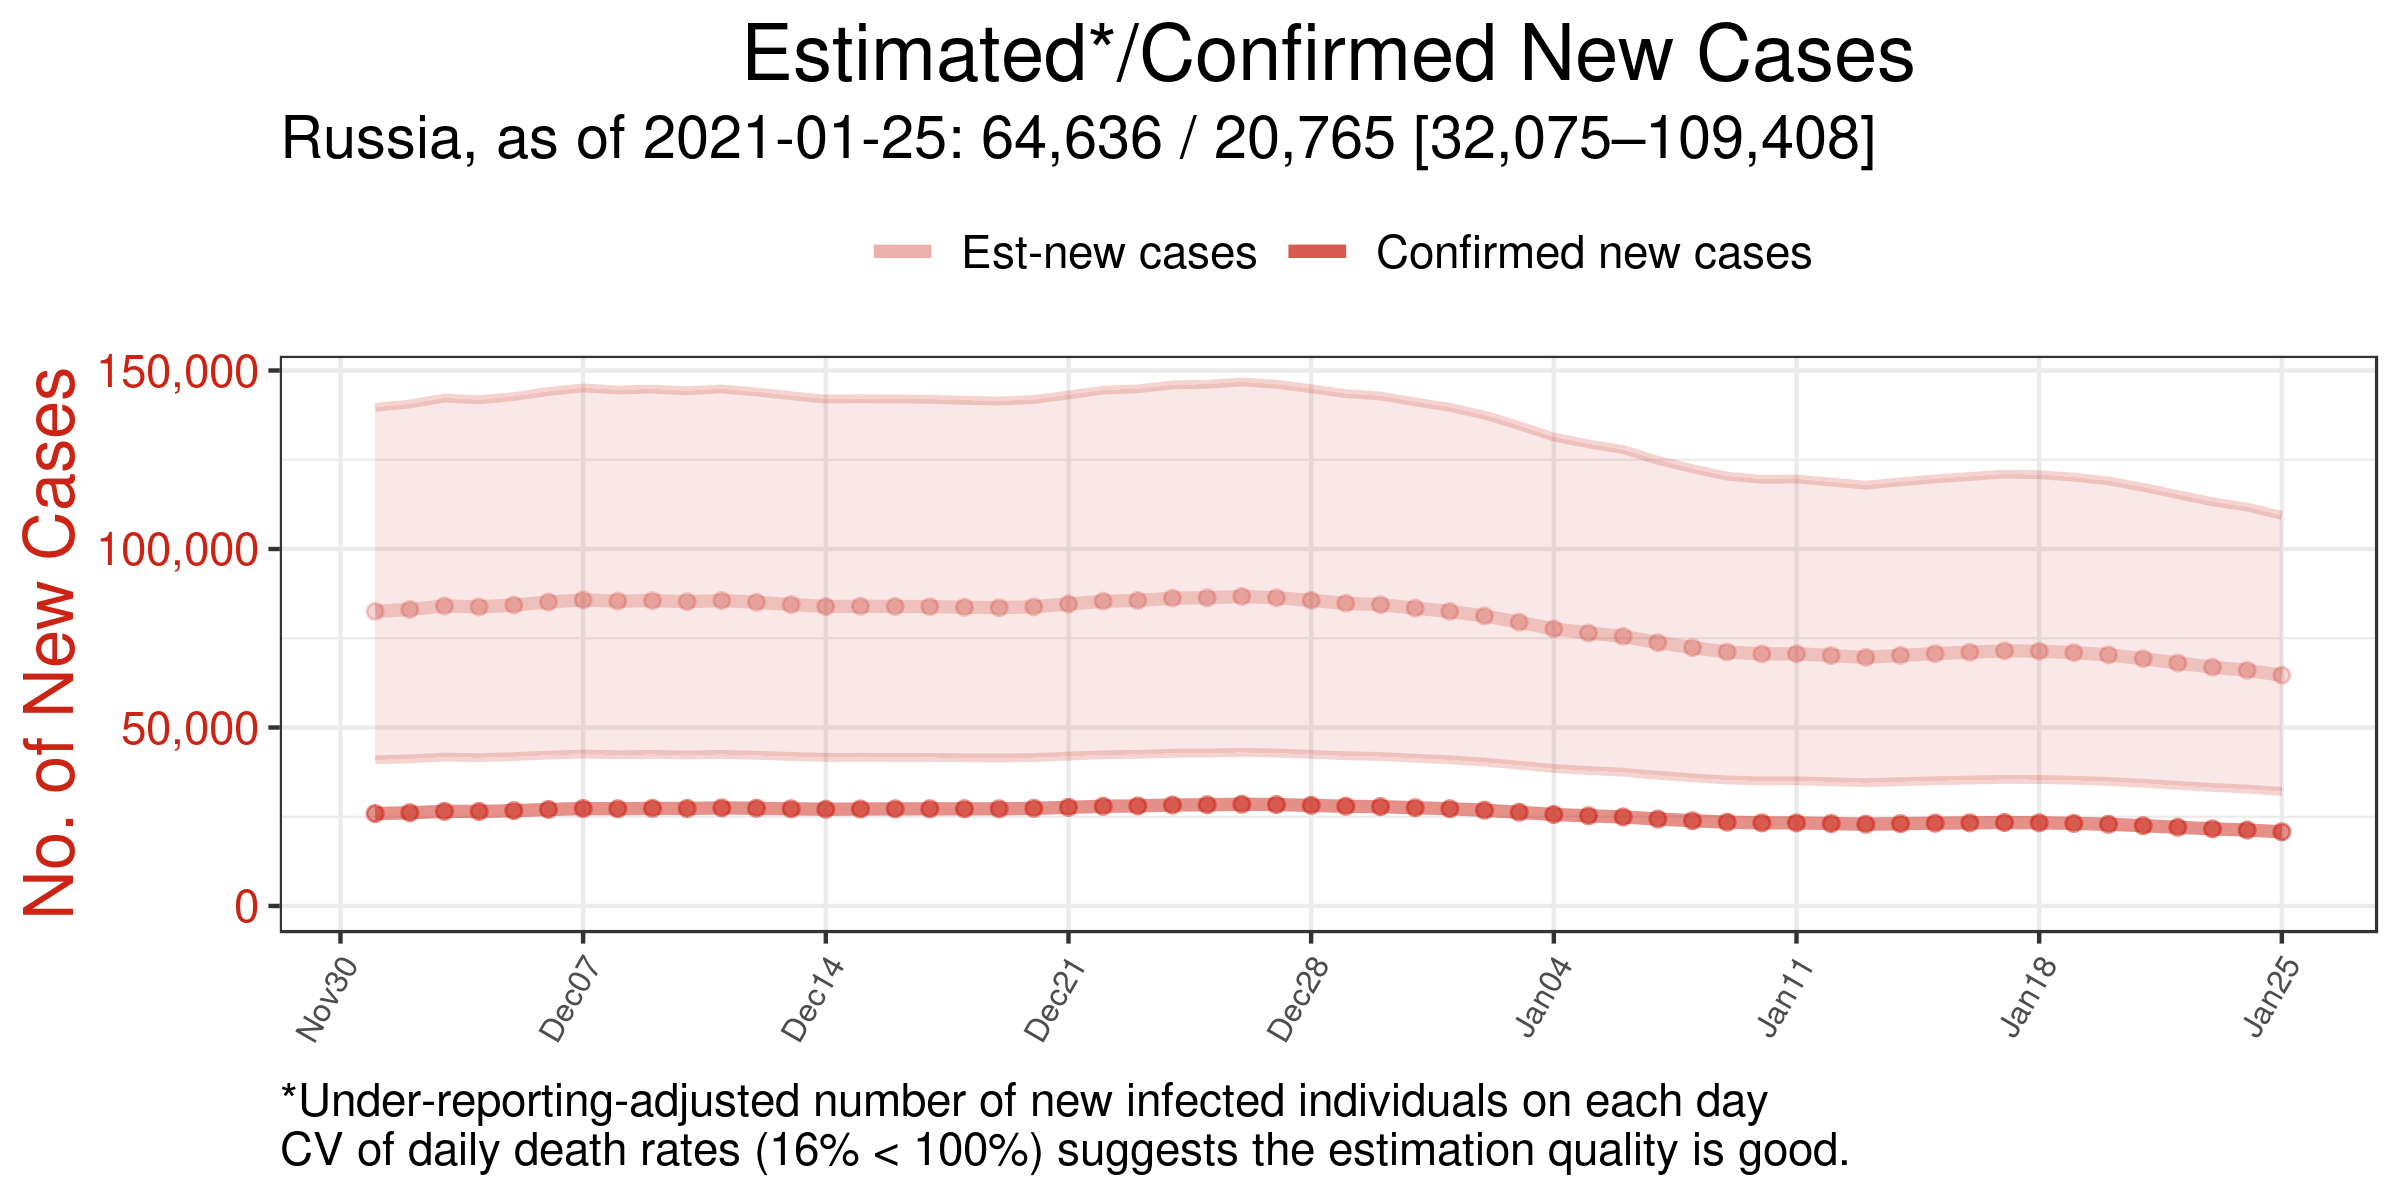 Estimated*/Confirmed New Cases
Russia, as of 2021-01-25: 64,636 / 20,765 [32,075–109,408]
Est-new cases
Confirmed new cases
No. of New Cases
150,000
100,000
50,000
0
Nov30
Dec07
Dec14
Dec21
Dec28
Jan04
Jan11
Jan18
Jan25
*Under-reporting-adjusted number of new infected individuals on each day
CV of daily death rates (16% < 100%) suggests the estimation quality is good.